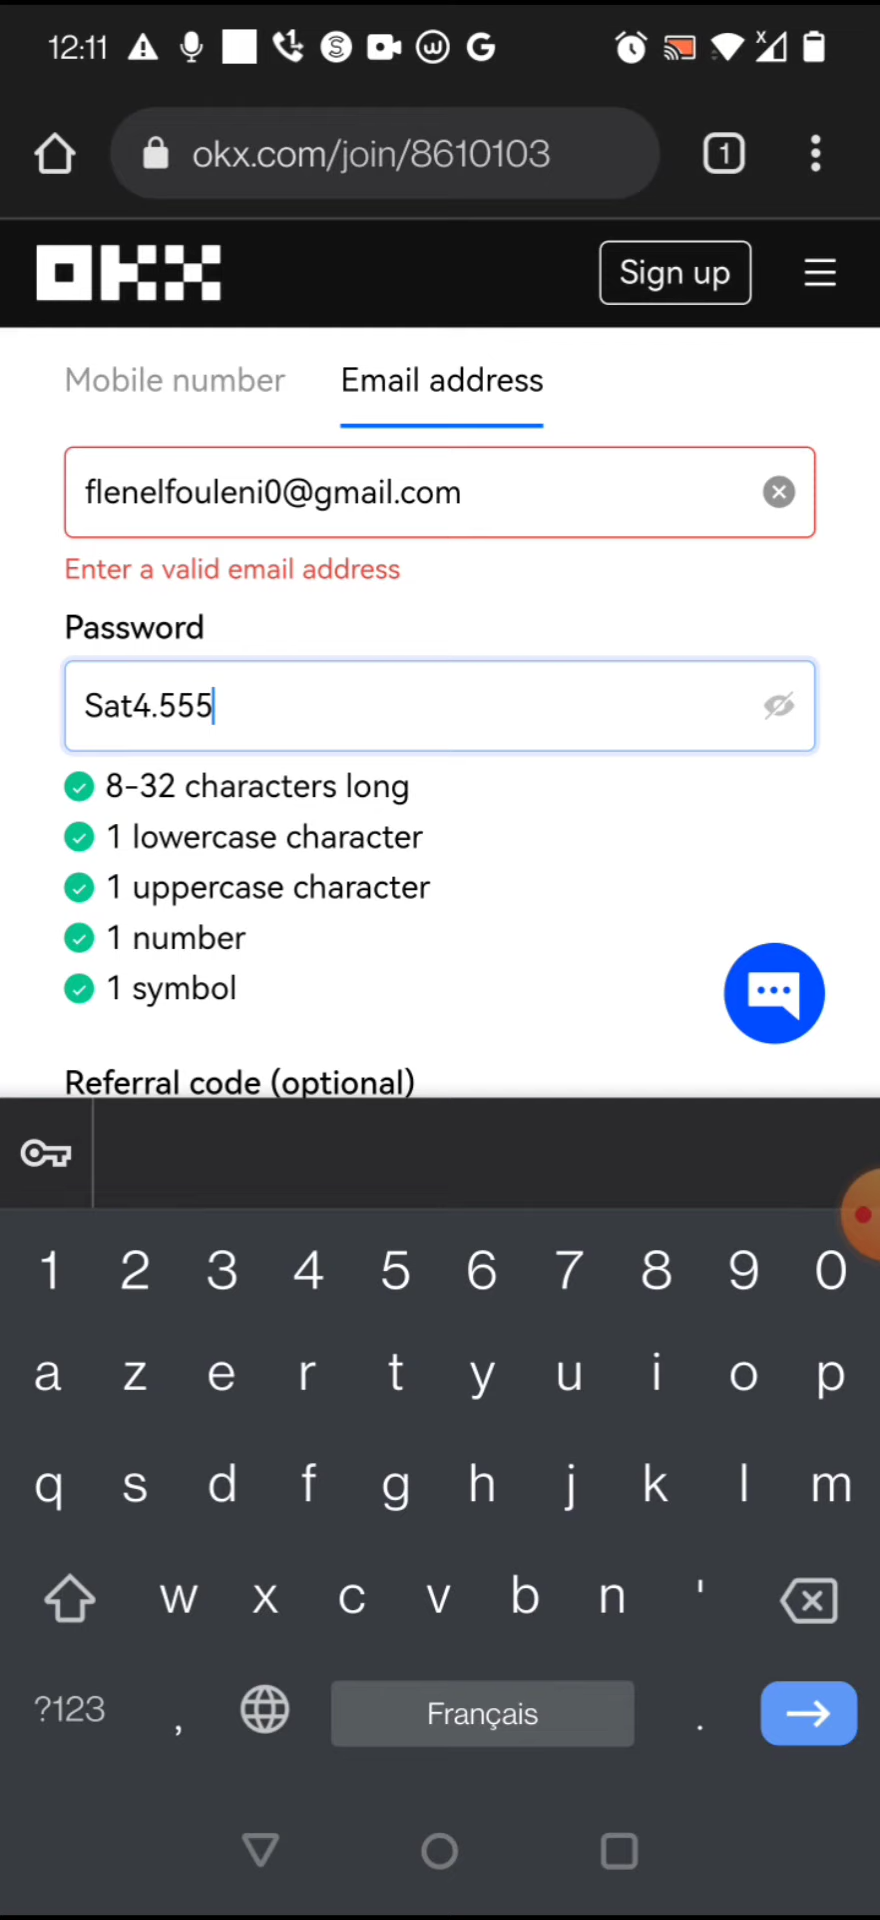 12:11
okx.com/join/8610103
1
OKX
Sign up
Mobile number
Email address
flenelfouleni0@gmail.com
Enter a valid email address
Password
Sat4.555
8-32 characters long
1 lowercase character
1 uppercase character
1 number
1 symbol
Referral code (optional)
1 2 3 4 5 6 7 8 9 0
a z e r t y u i o p
q s d f g h j k l m
w x c v b n '
?123 , Français .